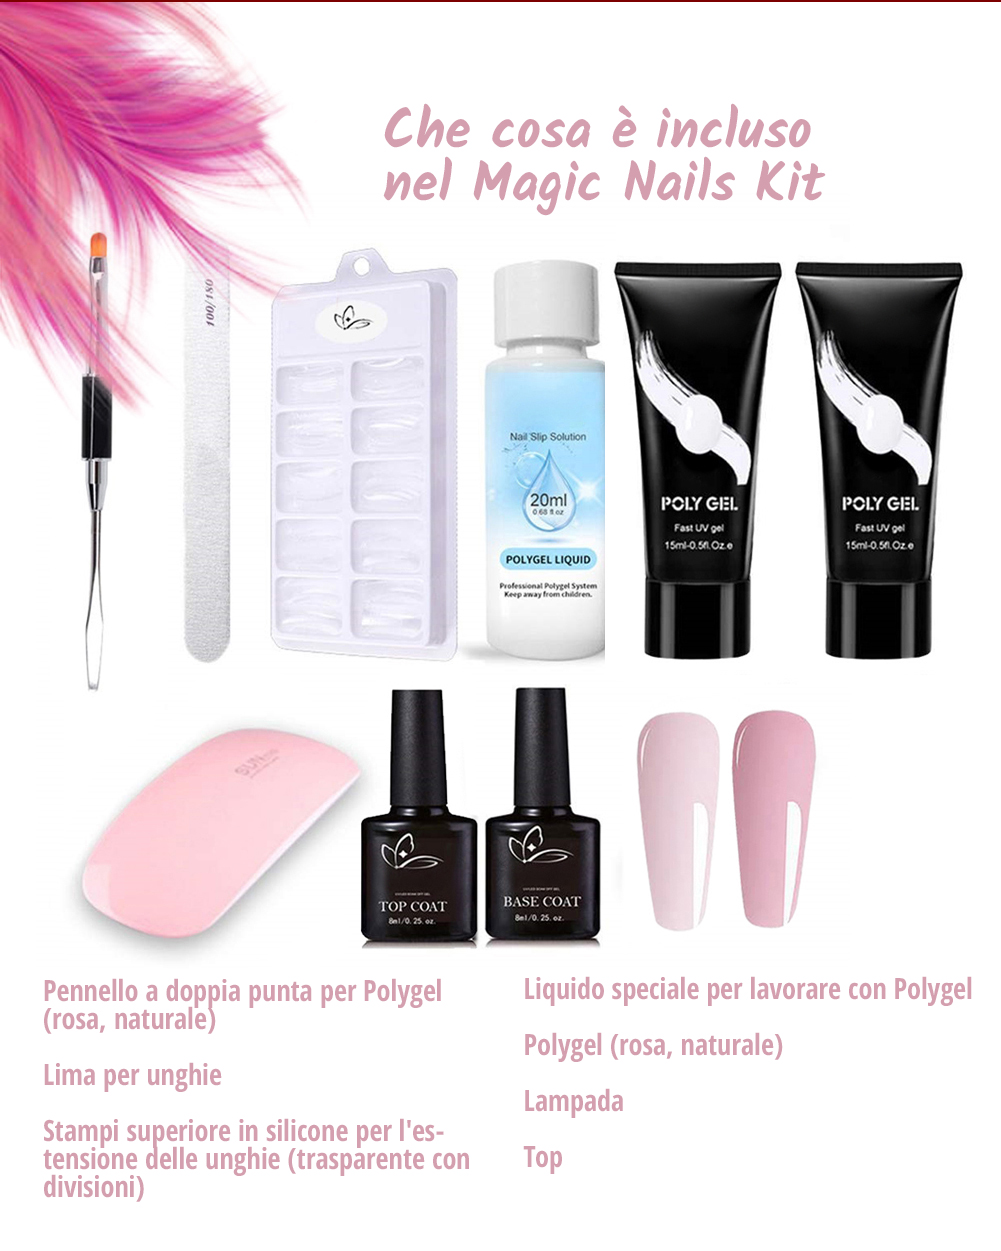 Che cosa è incluso
nel Magic Nails Kit
100/180
Nail Slip Solution
20ml
0.68 fl oz
POLYGEL LIQUID
Professional Polygel System
Keep away from children.
POLY GEL
Fast UV gel
15ml-0.5fl.Oz.e
POLY GEL
Fast UV gel
15ml-0.5fl.Oz.e
SUN
TOP COAT
8ml/0.25.oz.
BASE COAT
8ml/0.25.oz.
Pennello a doppia punta per Polygel
(rosa, naturale)
Lima per unghie
Stampi superiore in silicone per l'es-
tensione delle unghie (trasparente con
divisioni)
Liquido speciale per lavorare con Polygel
Polygel (rosa, naturale)
Lampada
Top